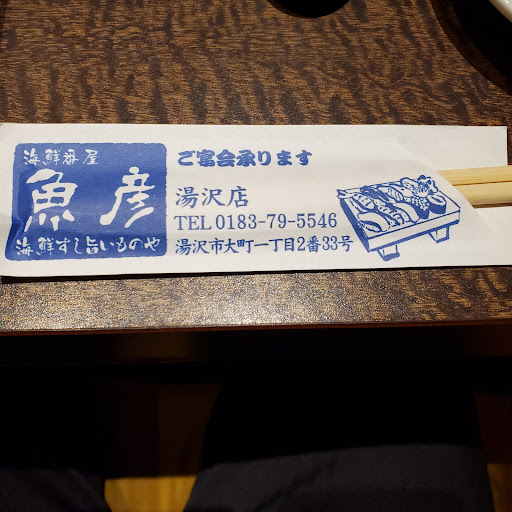 海鮮番屋
魚彦
海鮮すし旨いものや
ご宴会承ります
湯沢店
TEL 0183-79-5546
湯沢市大町一丁目2番33号